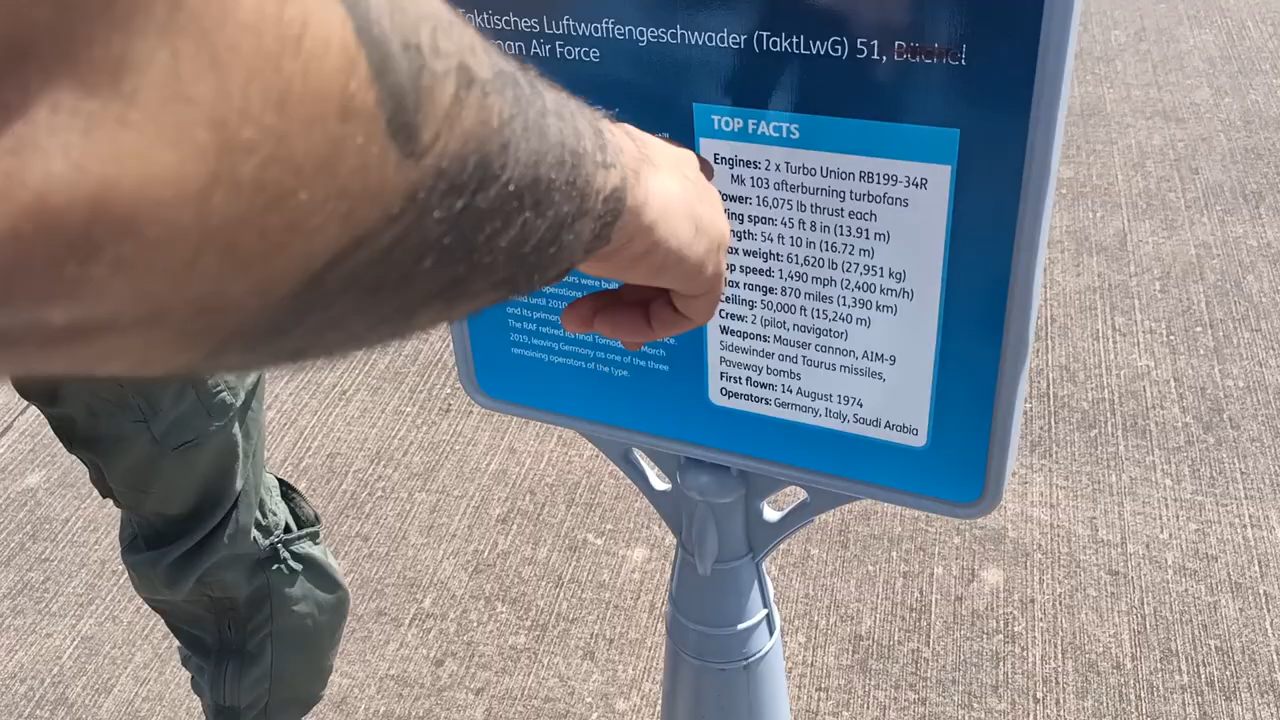 Taktisches Luftwaffengeschwader (TaktLwG) 51, Büchel
Air Force
TOP FACTS
Engines: 2 x Turbo Union RB199-34R
Mk 103 afterburning turbofans
ower: 16,075 lb thrust each
ing span: 45 ft 8 in (13.91 m)
ngth: 54 ft 10 in (16.72 m)
ax weight: 61,620 lb (27,951 kg)
op speed: 1,490 mph (2,400 km/h)
Max range: 870 miles (1,390 km)
Ceiling: 50,000 ft (15,240 m)
Crew: 2 (pilot, navigator)
Weapons: Mauser cannon, AIM-9
Sidewinder and Taurus missiles,
Paveway bombs
First flown: 14 August 1974
Operators: Germany, Italy, Saudi Arabia
were built
operations
until 2010
and its primary
The RAF retired its final March
2019, leaving Germany as one of the three
remaining operators of the type.